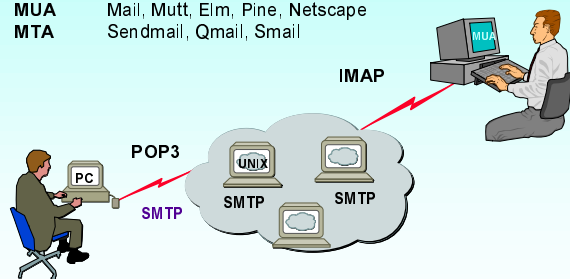 MUA Mail, Mutt, Elm, Pine, Netscape
MTA Sendmail, Qmail, Smail
MUA
IMAP
POP3
UNIX
PC
SMTP
SMTP
SMTP